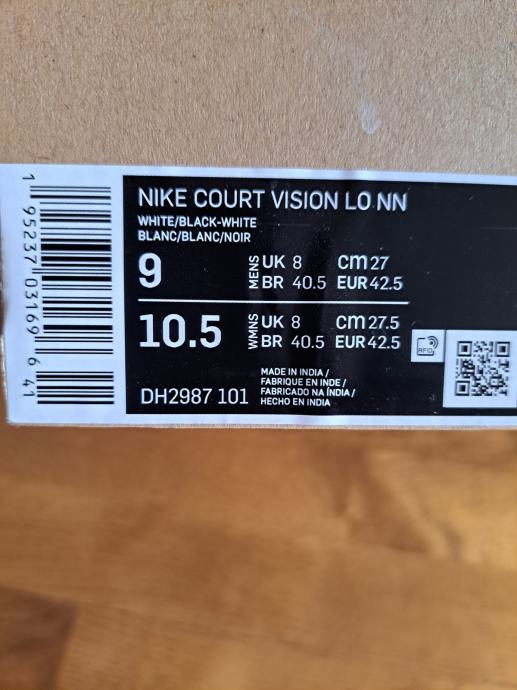 1 95237 03169 6 41
NIKE COURT VISION LO NN
WHITE/BLACK-WHITE
BLANC/BLANC/NOIR
9 MENS UK 8 cm 27
BR 40.5 EUR 42.5
10.5 WMNS UK 8 cm 27.5
BR 40.5 EUR 42.5
RFID
DH2987 101
MADE IN INDIA /
FABRIQUE EN INDE /
FABRICADO NA ÍNDIA /
HECHO EN INDIA